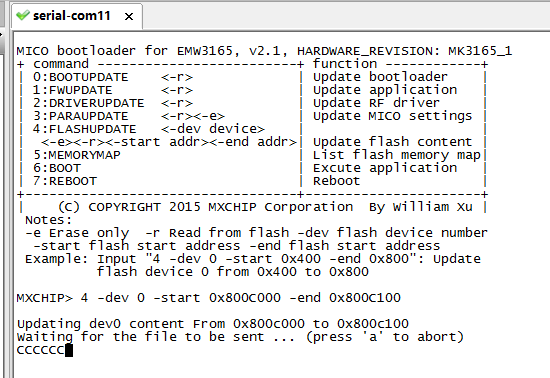 serial-com11
MICO bootloader for EMW3165, v2.1, HARDWARE_REVISION: MK3165_1
+ command -------------------------+ function ------------+
| 0:BOOTUPDATE    <-r>             | Update bootloader    |
| 1:FWUPDATE      <-r>             | Update application   |
| 2:DRIVERUPDATE  <-r>             | Update RF driver     |
| 3:PARAUPDATE    <-r><-e>         | Update MICO settings |
| 4:FLASHUPDATE   <-dev device>    |                      |
|  <-e><-r><-start addr><-end addr>| Update flash content |
| 5:MEMORYMAP                      | List flash memory map|
| 6:BOOT                           | Excute application   |
| 7:REBOOT                         | Reboot               |
+----------------------------------+----------------------+
|    (C) COPYRIGHT 2015 MXCHIP Corporation  By William Xu |
Notes:
-e Erase only  -r Read from flash -dev flash device number
-start flash start address -end flash start address
Example: Input "4 -dev 0 -start 0x400 -end 0x800": Update
flash device 0 from 0x400 to 0x800
MXCHIP> 4 -dev 0 -start 0x800C000 -end 0x800C100
Updating dev0 content From 0x800c000 to 0x800c100
Waiting for the file to be sent ... (press 'a' to abort)
CCCCCC